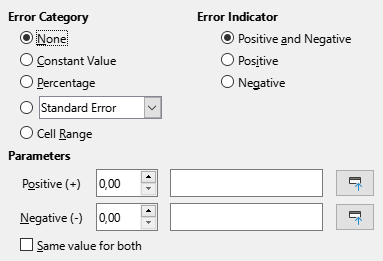 Error Category
None
Constant Value
Percentage
Standard Error
Cell Range
Error Indicator
Positive and Negative
Positive
Negative
Parameters
Positive (+) 0,00
Negative (-) 0,00
Same value for both